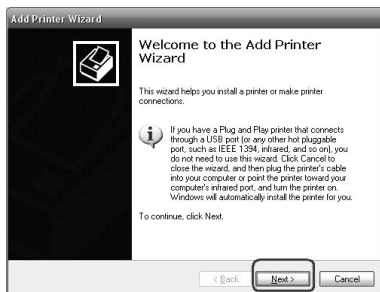 Add Printer Wizard
Welcome to the Add Printer
Wizard
This wizard helps you install a printer or make printer
connections.
If you have a Plug and Play printer that connects
through a USB port (or any other hot pluggable
port, such as IEEE 1394, infrared, and so on), you
do not need to use this wizard. Click Cancel to
close the wizard, and then plug the printer's cable
into your computer or point the printer toward your
computer's infrared port, and turn the printer on.
Windows will automatically install the printer for you.
To continue, click Next.
< Back Next > Cancel